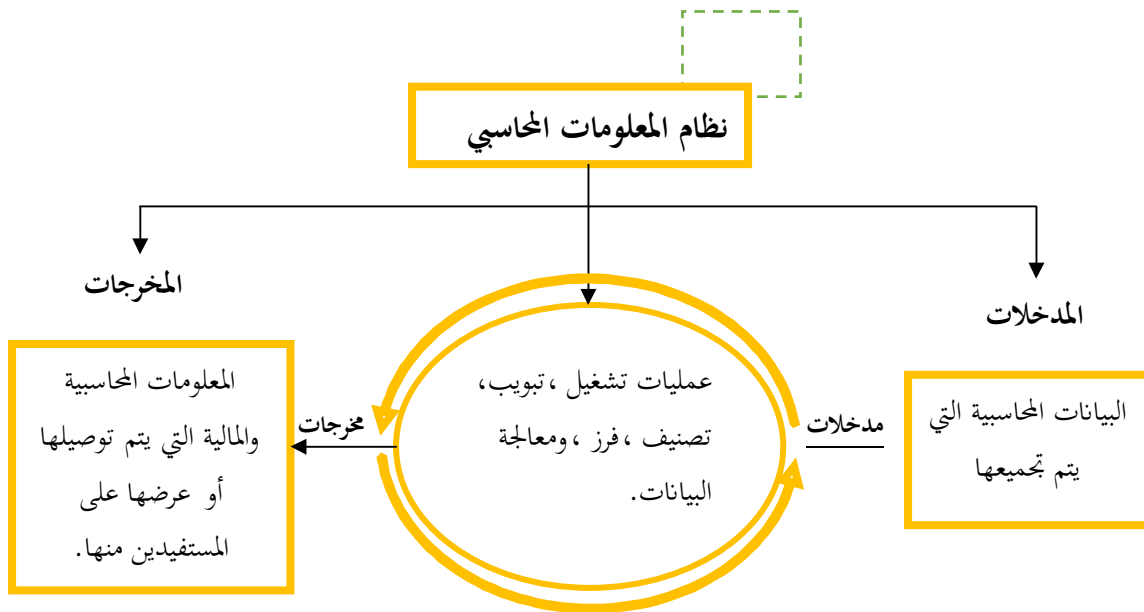 نظام المعلومات المحاسبي
المدخلات
المخرجات
البيانات المحاسبية التي
يتم تجميعها
مدخلات
عمليات تشغيل ،تبويب،
تصنيف ،فرز ،ومعالجة
البيانات.
مخرجات
المعلومات المحاسبية
والمالية التي يتم توصيلها
أو عرضها على
المستفيدين منها.